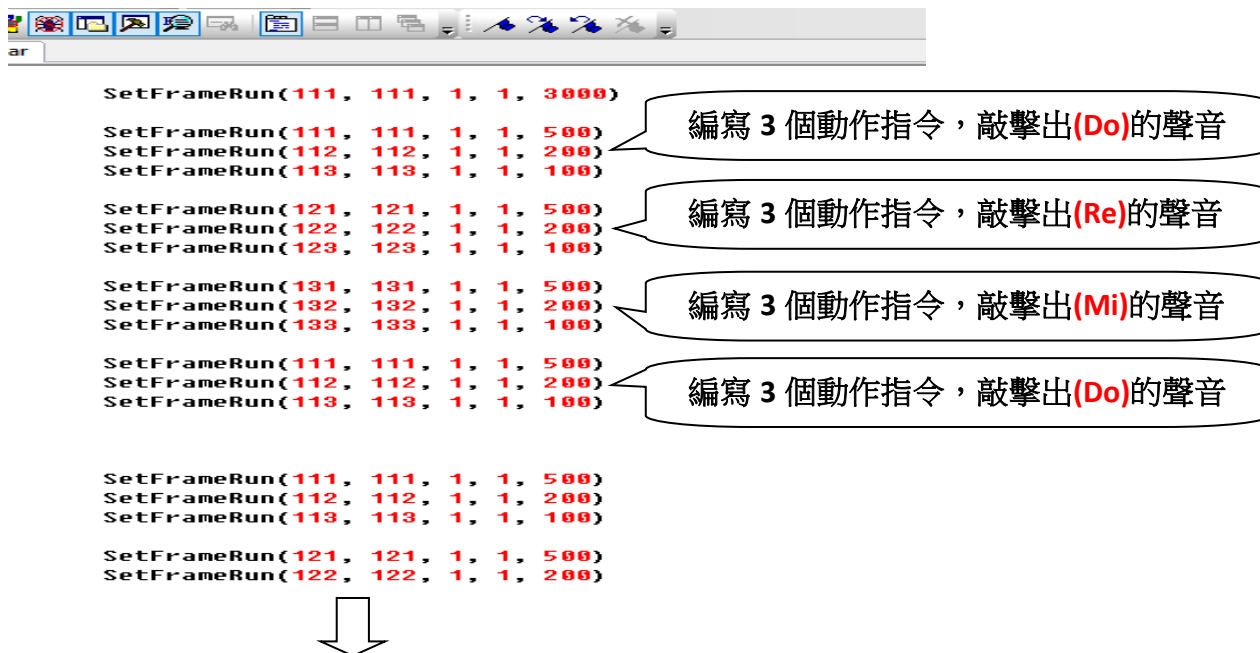 ar
SetFrameRun(111, 111, 1, 1, 3000)
SetFrameRun(111, 111, 1, 1, 500)
SetFrameRun(112, 112, 1, 1, 200)
SetFrameRun(113, 113, 1, 1, 100)
編寫 3 個動作指令，敲擊出(Do)的聲音
SetFrameRun(121, 121, 1, 1, 500)
SetFrameRun(122, 122, 1, 1, 200)
SetFrameRun(123, 123, 1, 1, 100)
編寫 3 個動作指令，敲擊出(Re)的聲音
SetFrameRun(131, 131, 1, 1, 500)
SetFrameRun(132, 132, 1, 1, 200)
SetFrameRun(133, 133, 1, 1, 100)
編寫 3 個動作指令，敲擊出(Mi)的聲音
SetFrameRun(111, 111, 1, 1, 500)
SetFrameRun(112, 112, 1, 1, 200)
SetFrameRun(113, 113, 1, 1, 100)
編寫 3 個動作指令，敲擊出(Do)的聲音
SetFrameRun(111, 111, 1, 1, 500)
SetFrameRun(112, 112, 1, 1, 200)
SetFrameRun(113, 113, 1, 1, 100)
SetFrameRun(121, 121, 1, 1, 500)
SetFrameRun(122, 122, 1, 1, 200)